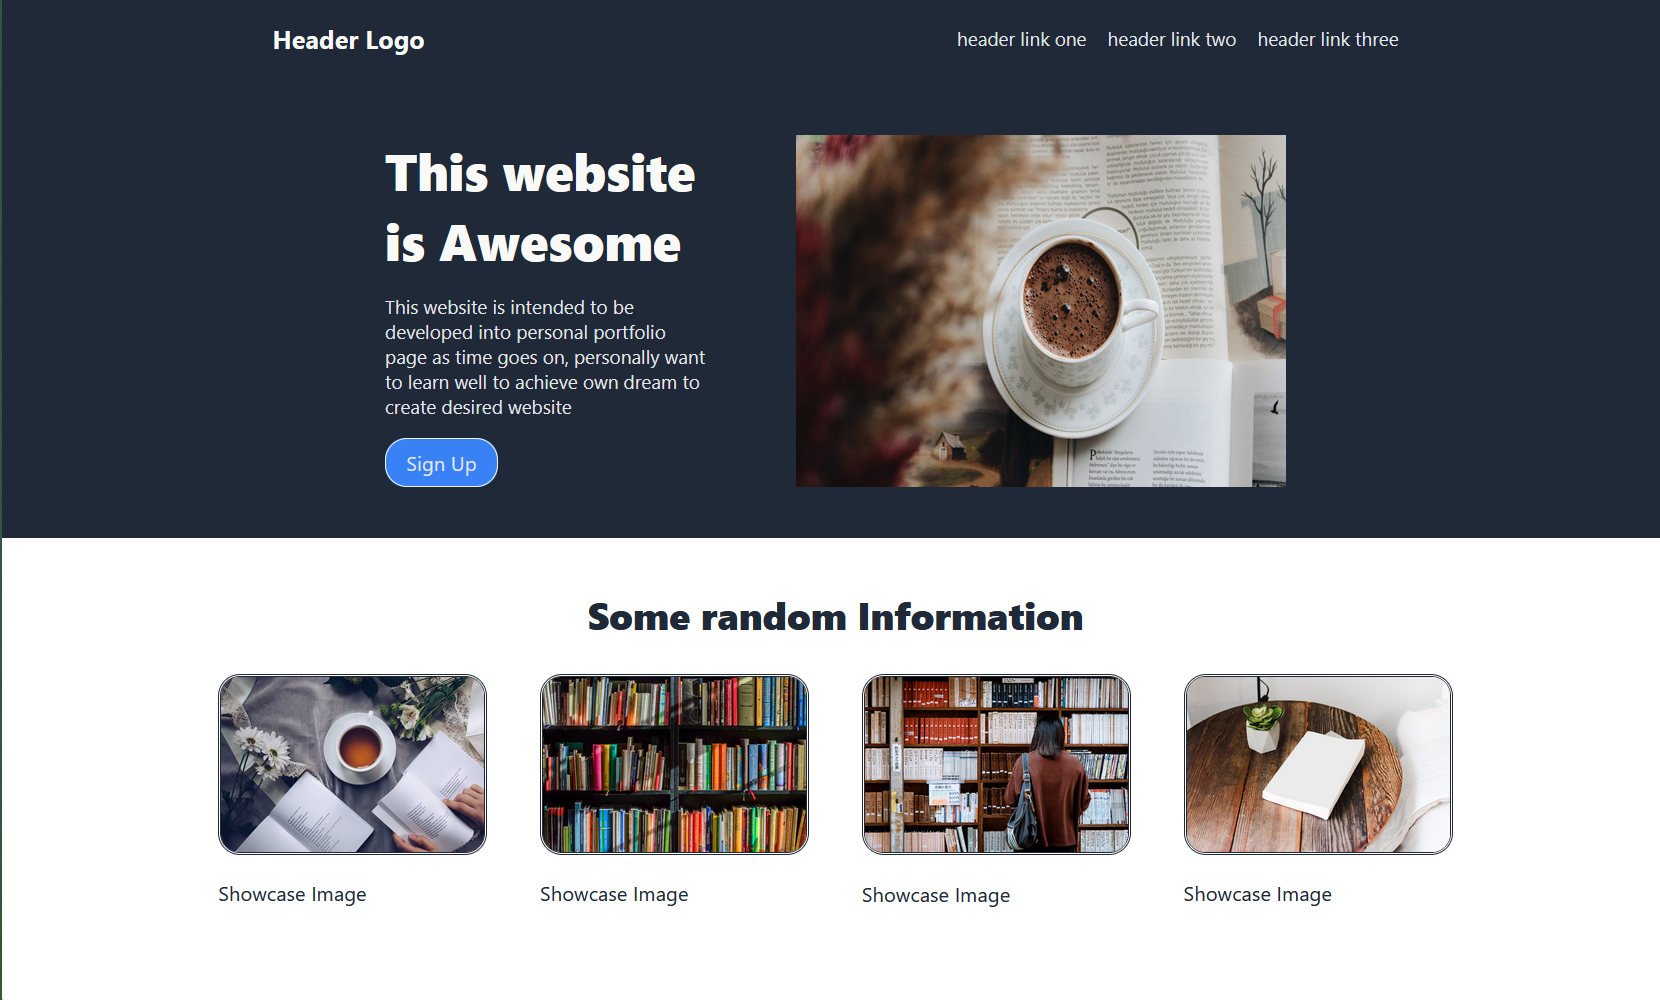 Header Logo
header link one header link two header link three
This website
is Awesome
This website is intended to be
developed into personal portfolio
page as time goes on, personally want
to learn well to achieve own dream to
create desired website
Sign Up
Some random Information
Showcase Image
Showcase Image
Showcase Image
Showcase Image